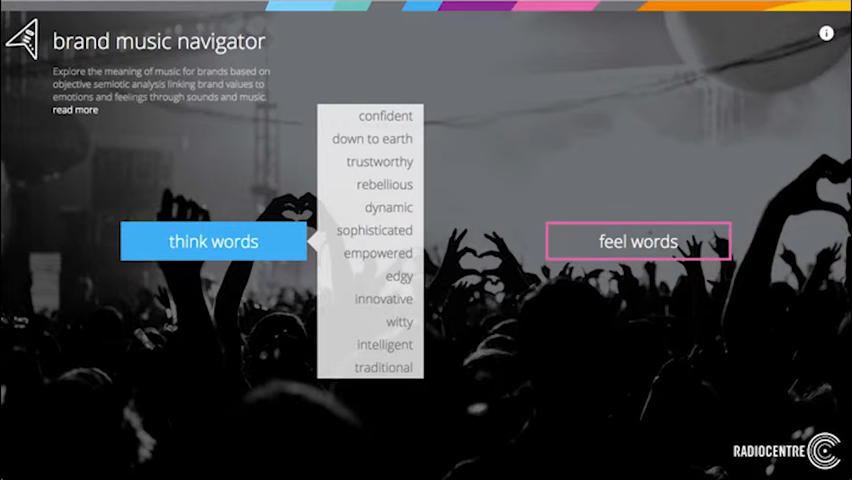 brand music navigator
Explore the meaning of music for brands based on
objective semiotic analysis linking brand values to
emotions and feelings through sounds and music.
read more
think words
confident
down to earth
trustworthy
rebellious
dynamic
sophisticated
empowered
edgy
innovative
witty
intelligent
traditional
feel words
i
RADIOCENTRE